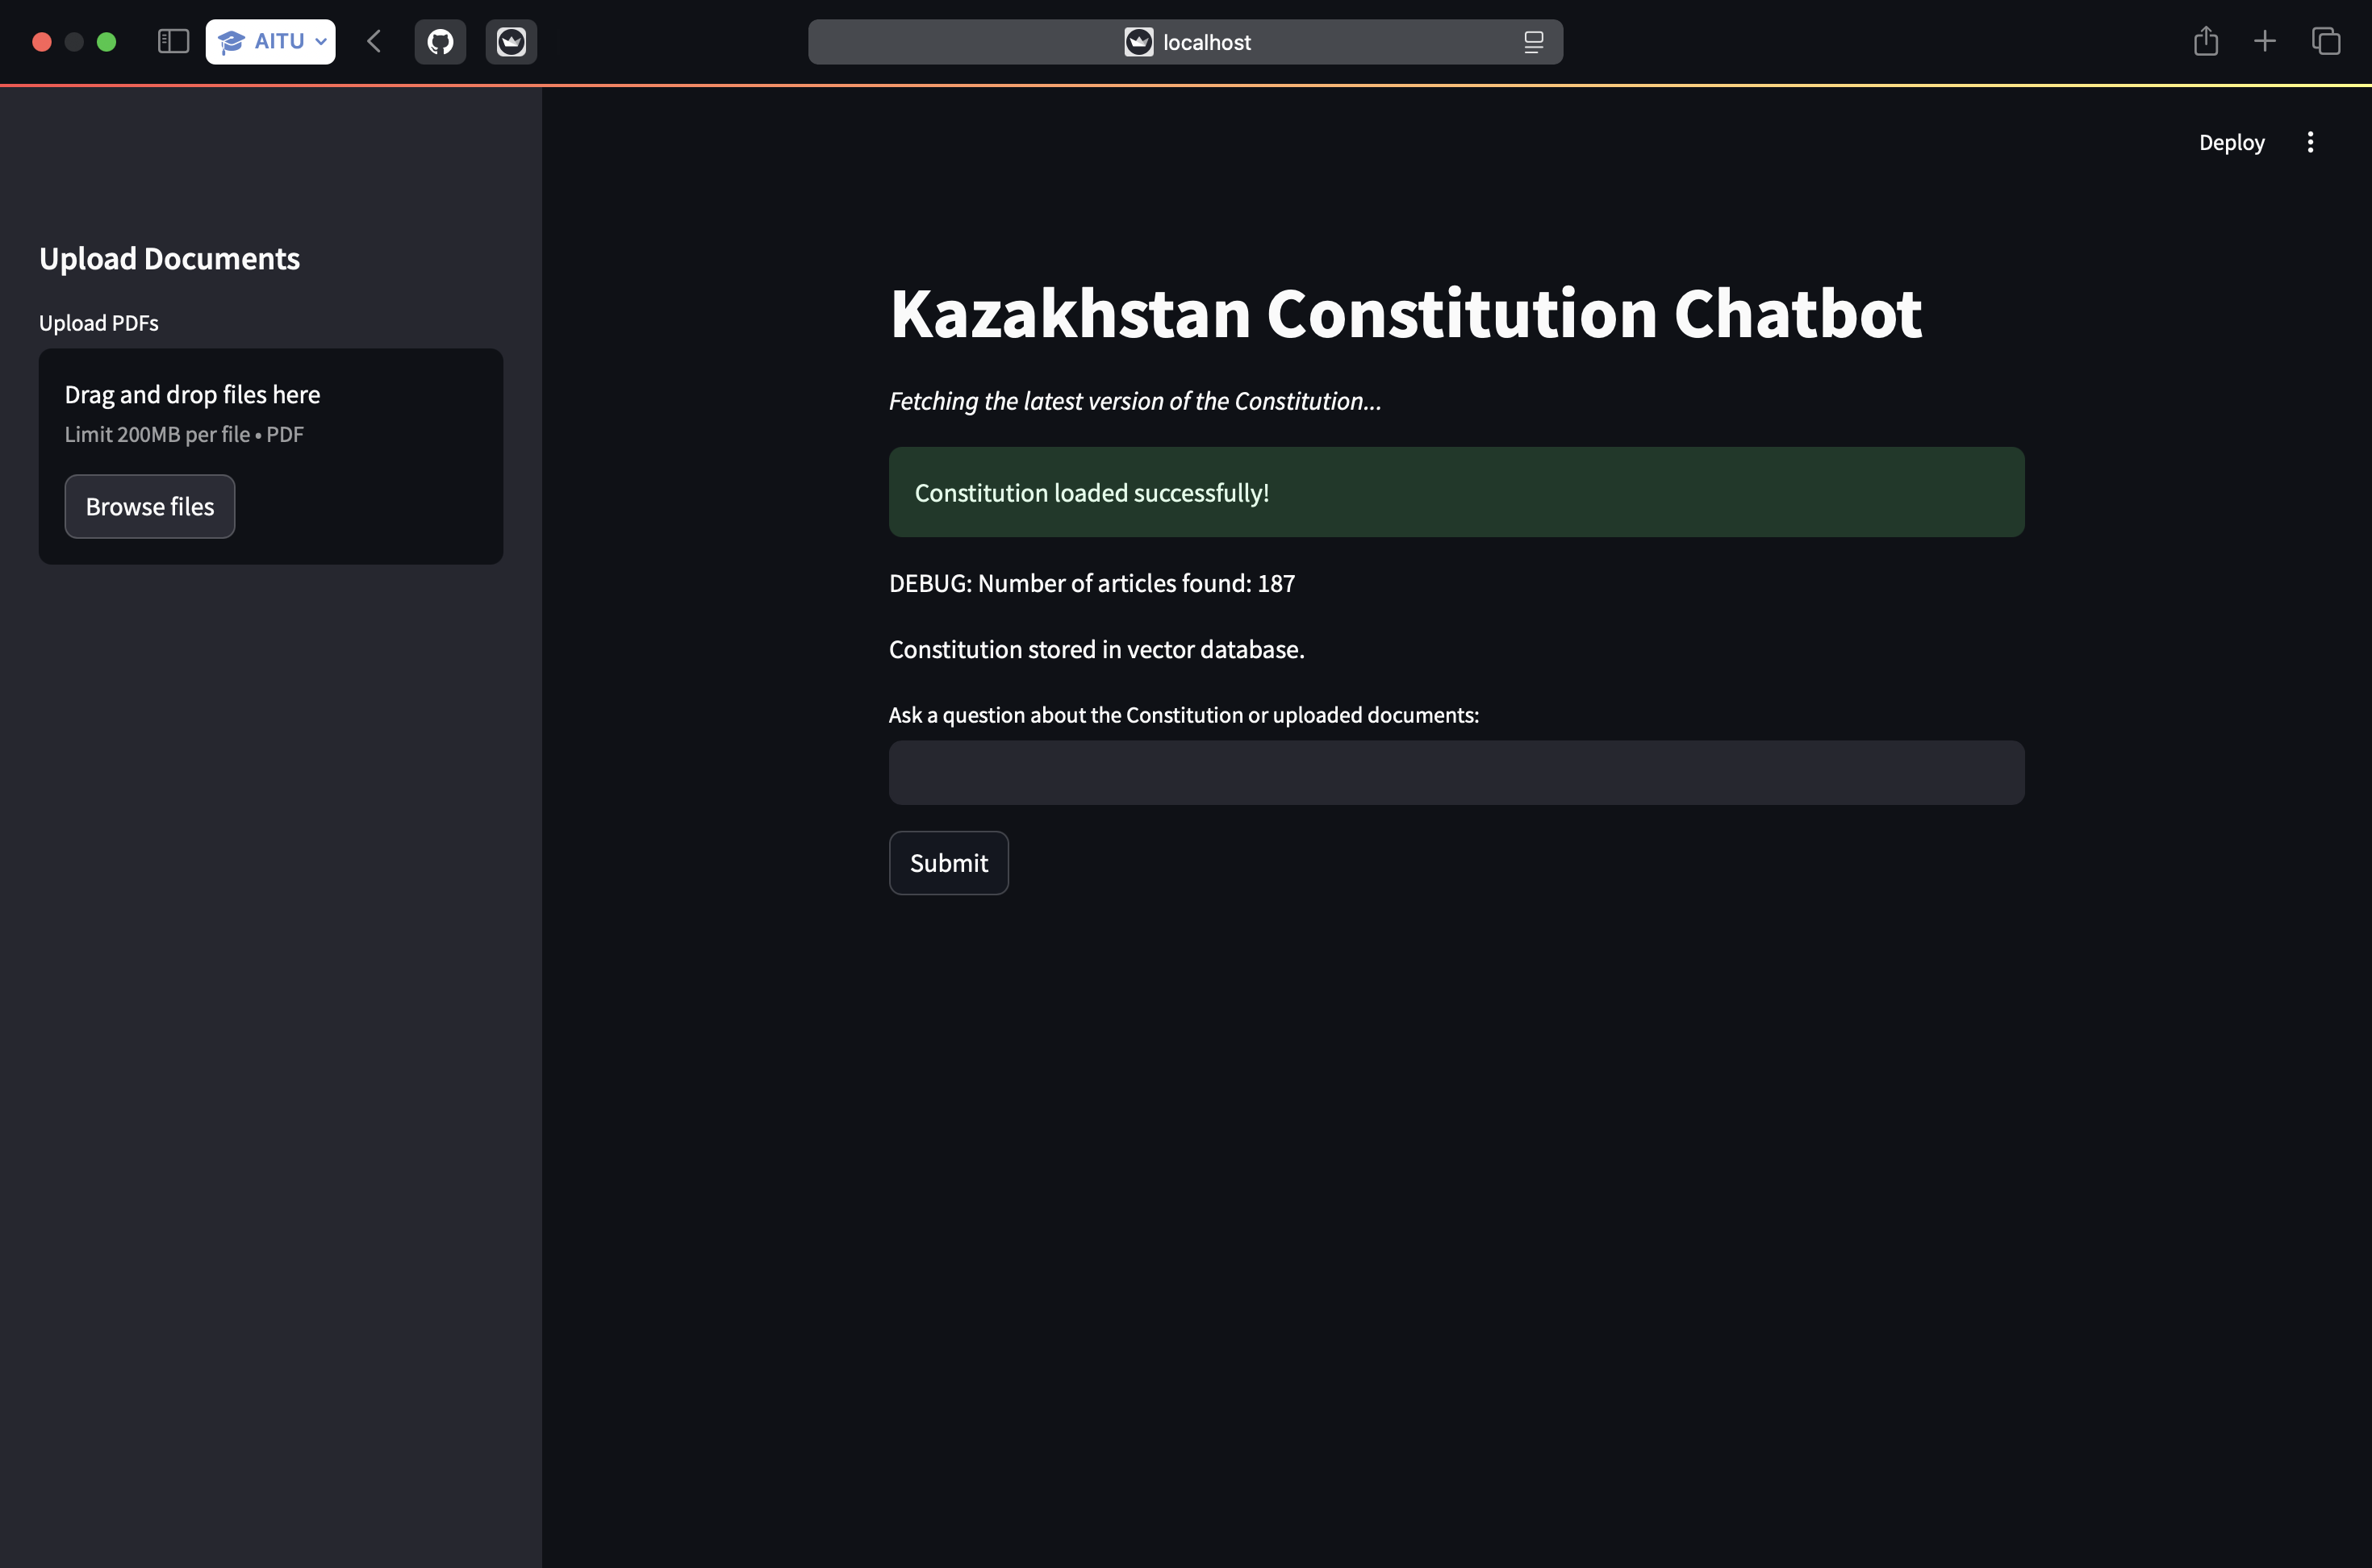 AITU
localhost
Deploy
Upload Documents
Upload PDFs
Drag and drop files here
Limit 200MB per file • PDF
Browse files
Kazakhstan Constitution Chatbot
Fetching the latest version of the Constitution...
Constitution loaded successfully!
DEBUG: Number of articles found: 187
Constitution stored in vector database.
Ask a question about the Constitution or uploaded documents:
Submit